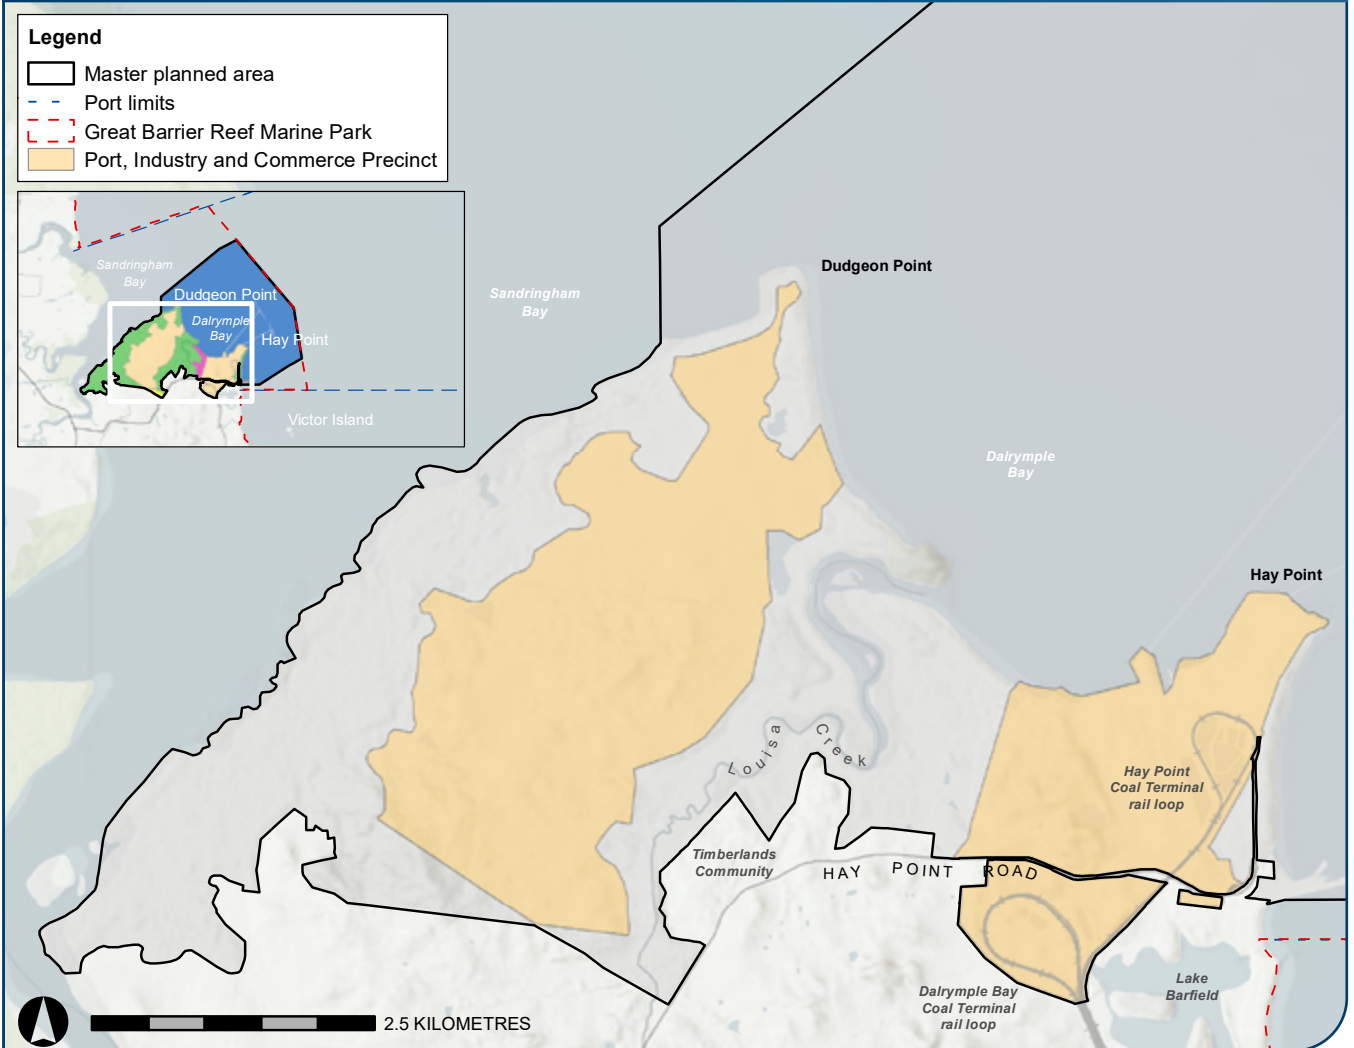 Legend
Master planned area
Port limits
Great Barrier Reef Marine Park
Port, Industry and Commerce Precinct
Sandringham
Bay
Dudgeon Point
Dalrymple
Bay
Hay Point
Victor Island
Sandringham
Bay
Dudgeon Point
Dalrymple
Bay
Hay Point
Louisa Creek
Hay Point
Coal Terminal
rail loop
Timberlands
Community
HAY POINT ROAD
Dalrymple Bay
Coal Terminal
rail loop
Lake
Barfield
2.5 KILOMETRES